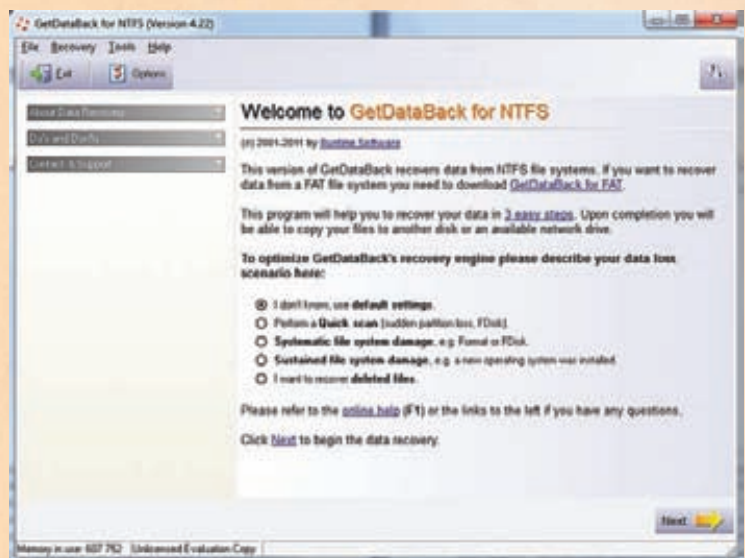 GetDataBack for NTFS (Version 4.22)
File Recovery Tools Help
Exit Options
About Data Recovery
Do's and Don'ts
Contact & Support
Welcome to GetDataBack for NTFS
(c) 2001-2011 by Runtime Software
This version of GetDataBack recovers data from NTFS file systems. If you want to recover
data from a FAT file system you need to download GetDataBack for FAT.
This program will help you to recover your data in 3 easy steps. Upon completion you will
be able to copy your files to another disk or an available network drive.
To optimize GetDataBack's recovery engine please describe your data loss
scenario here:
I don't know, use default settings.
Perform a Quick scan (sudden partition loss, FDisk).
Systematic file system damage, e.g. Format or FDisk.
Sustained file system damage, e.g. a new operating system was installed.
I want to recover deleted files.
Please refer to the online help (F1) or the links to the left if you have any questions.
Click Next to begin the data recovery.
Next
Memory in use: 607 752 Unlicensed Evaluation Copy